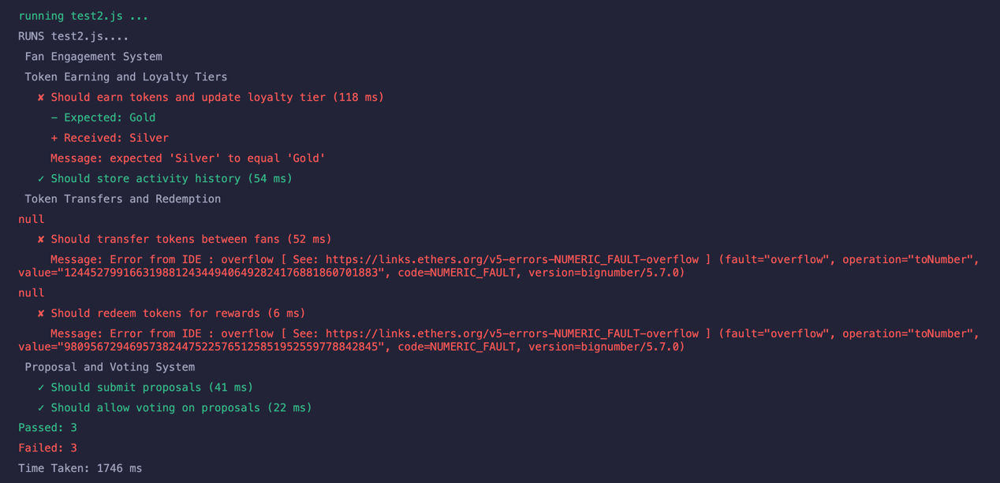 running test2.js ...
RUNS test2.js....
Fan Engagement System
Token Earning and Loyalty Tiers
✘ Should earn tokens and update loyalty tier (118 ms)
− Expected: Gold
+ Received: Silver
Message: expected 'Silver' to equal 'Gold'
✓ Should store activity history (54 ms)
Token Transfers and Redemption
null
✘ Should transfer tokens between fans (52 ms)
Message: Error from IDE : overflow [ See: https://links.ethers.org/v5-errors-NUMERIC_FAULT-overflow ] (fault="overflow", operation="toNumber",
value="1244527991663198812434494064928241768818607018​83", code=NUMERIC_FAULT, version=bignumber/5.7.0)
null
✘ Should redeem tokens for rewards (6 ms)
Message: Error from IDE : overflow [ See: https://links.ethers.org/v5-errors-NUMERIC_FAULT-overflow ] (fault="overflow", operation="toNumber",
value="980956729469573824475225765125851952559778842845", code=NUMERIC_FAULT, version=bignumber/5.7.0)
Proposal and Voting System
✓ Should submit proposals (41 ms)
✓ Should allow voting on proposals (22 ms)
Passed: 3
Failed: 3
Time Taken: 1746 ms